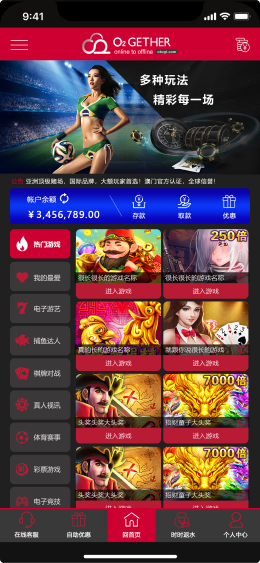 9:41
O₂ GETHER
online to offline
多种玩法
精彩每一场
亚洲顶级赌场，国际品牌，大额玩家首选！澳门官方认证，全球信誉！
帐户余额
¥3,456,789.00
存款
取款
优惠
热门游戏
我的最爱
电子游艺
捕鱼达人
棋牌对战
真人视讯
体育赛事
彩票游戏
电子竞技
很长很长的游戏名称
进入游戏
250倍
很长很长的游戏名称
进入游戏
真的长的游戏名称
进入游戏
就跟你说很长的游戏
进入游戏
头奖头奖大头奖
进入游戏
7000倍
招财童子大头奖
进入游戏
头奖头奖大头奖
进入游戏
7000倍
招财童子大头奖
进入游戏
在线客服
自助优惠
回首页
时时返水
个人中心